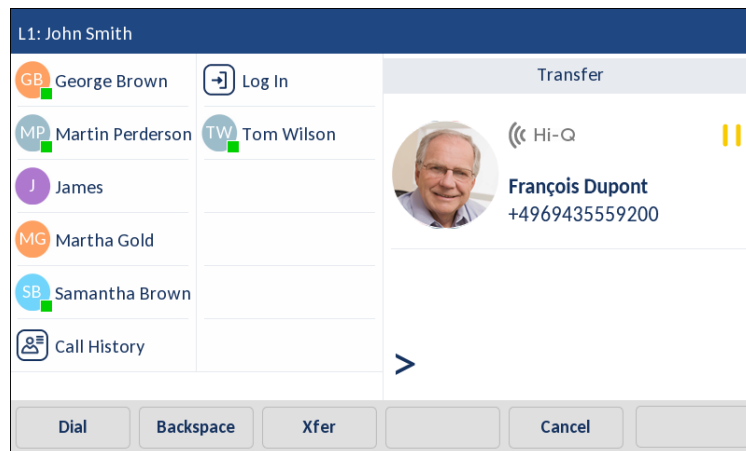 L1: John Smith
GB George Brown
Log In
MP Martin Perderson
TW Tom Wilson
J James
MG Martha Gold
SB Samantha Brown
Call History
Transfer
Hi-Q
François Dupont
+4969435559200
>
Dial Backspace Xfer Cancel